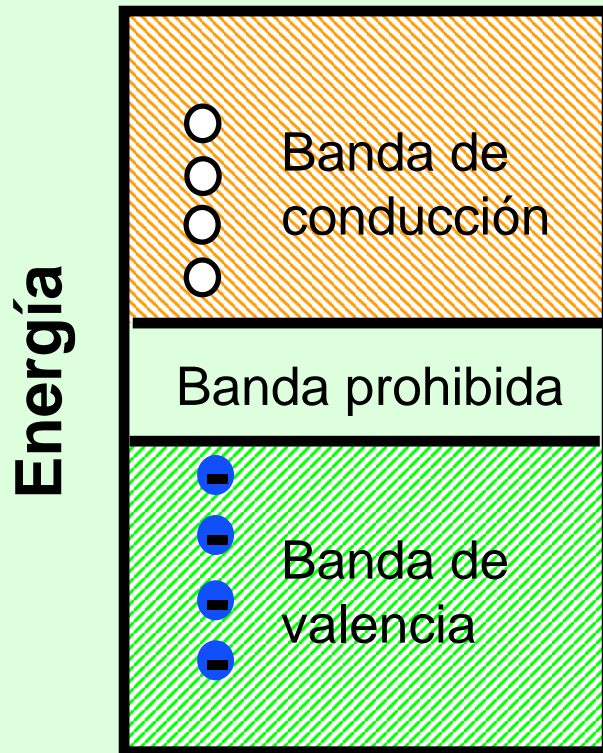 Energía
Banda de
conducción
Banda prohibida
Banda de
valencia